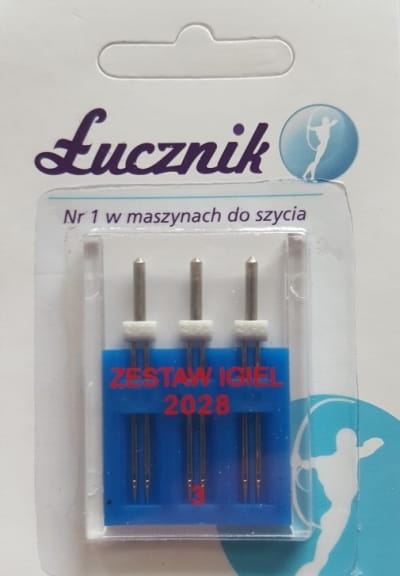 Łucznik
Nr 1 w maszynach do szycia
ZESTAW IGIEL
2028
3